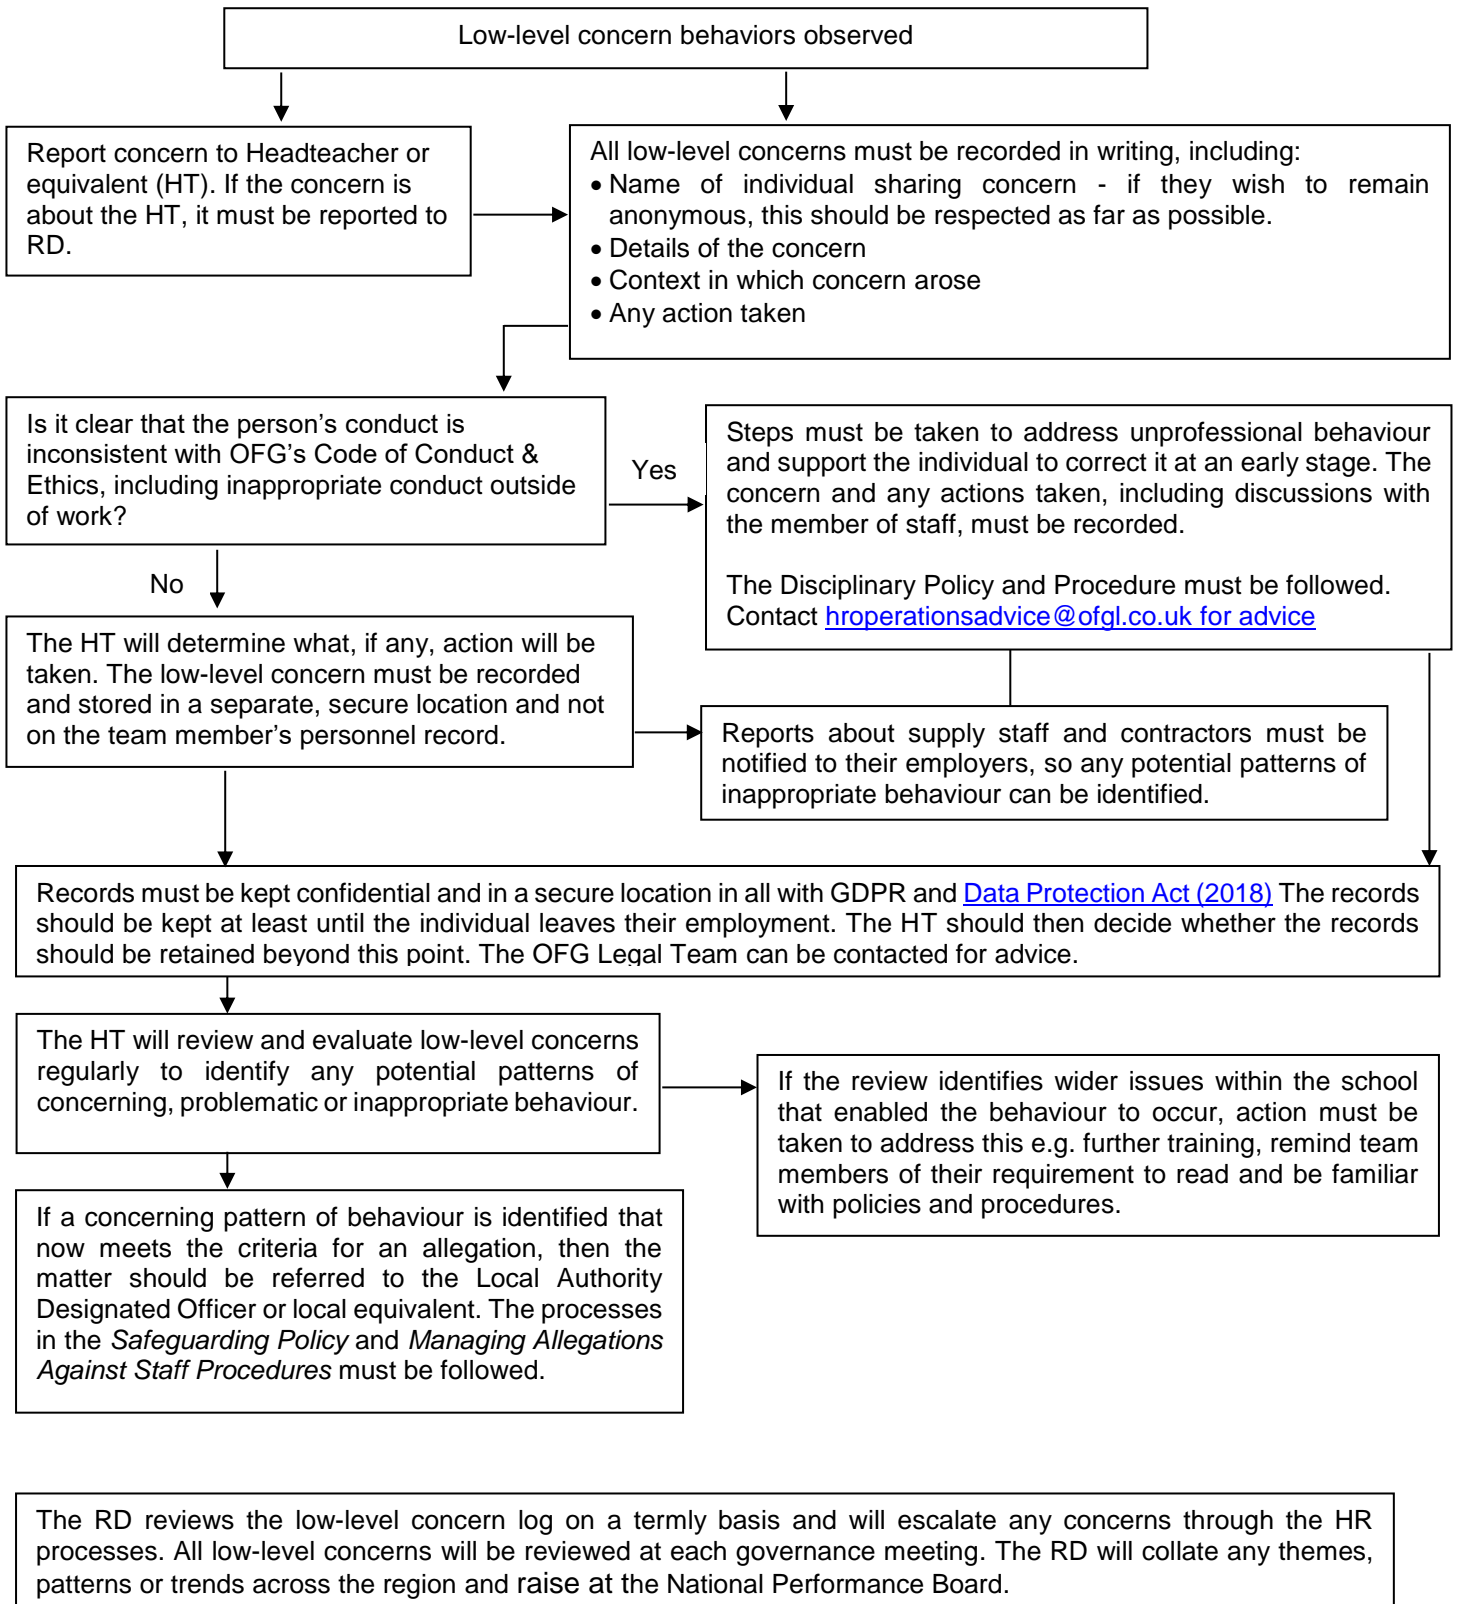 Low-level concern behaviors observed
Report concern to Headteacher or
equivalent (HT). If the concern is
about the HT, it must be reported to
RD.
All low-level concerns must be recorded in writing, including:
• Name of individual sharing concern - if they wish to remain
anonymous, this should be respected as far as possible.
• Details of the concern
• Context in which concern arose
• Any action taken
Is it clear that the person’s conduct is
inconsistent with OFG’s Code of Conduct &
Ethics, including inappropriate conduct outside
of work?
Yes
Steps must be taken to address unprofessional behaviour
and support the individual to correct it at an early stage. The
concern and any actions taken, including discussions with
the member of staff, must be recorded.
The Disciplinary Policy and Procedure must be followed.
Contact hroperationsadvice@ofgl.co.uk for advice
No
The HT will determine what, if any, action will be
taken. The low-level concern must be recorded
and stored in a separate, secure location and not
on the team member’s personnel record.
Reports about supply staff and contractors must be
notified to their employers, so any potential patterns of
inappropriate behaviour can be identified.
Records must be kept confidential and in a secure location in all with GDPR and Data Protection Act (2018) The records
should be kept at least until the individual leaves their employment. The HT should then decide whether the records
should be retained beyond this point. The OFG Legal Team can be contacted for advice.
The HT will review and evaluate low-level concerns
regularly to identify any potential patterns of
concerning, problematic or inappropriate behaviour.
If the review identifies wider issues within the school
that enabled the behaviour to occur, action must be
taken to address this e.g. further training, remind team
members of their requirement to read and be familiar
with policies and procedures.
If a concerning pattern of behaviour is identified that
now meets the criteria for an allegation, then the
matter should be referred to the Local Authority
Designated Officer or local equivalent. The processes
in the Safeguarding Policy and Managing Allegations
Against Staff Procedures must be followed.
The RD reviews the low-level concern log on a termly basis and will escalate any concerns through the HR
processes. All low-level concerns will be reviewed at each governance meeting. The RD will collate any themes,
patterns or trends across the region and raise at the National Performance Board.